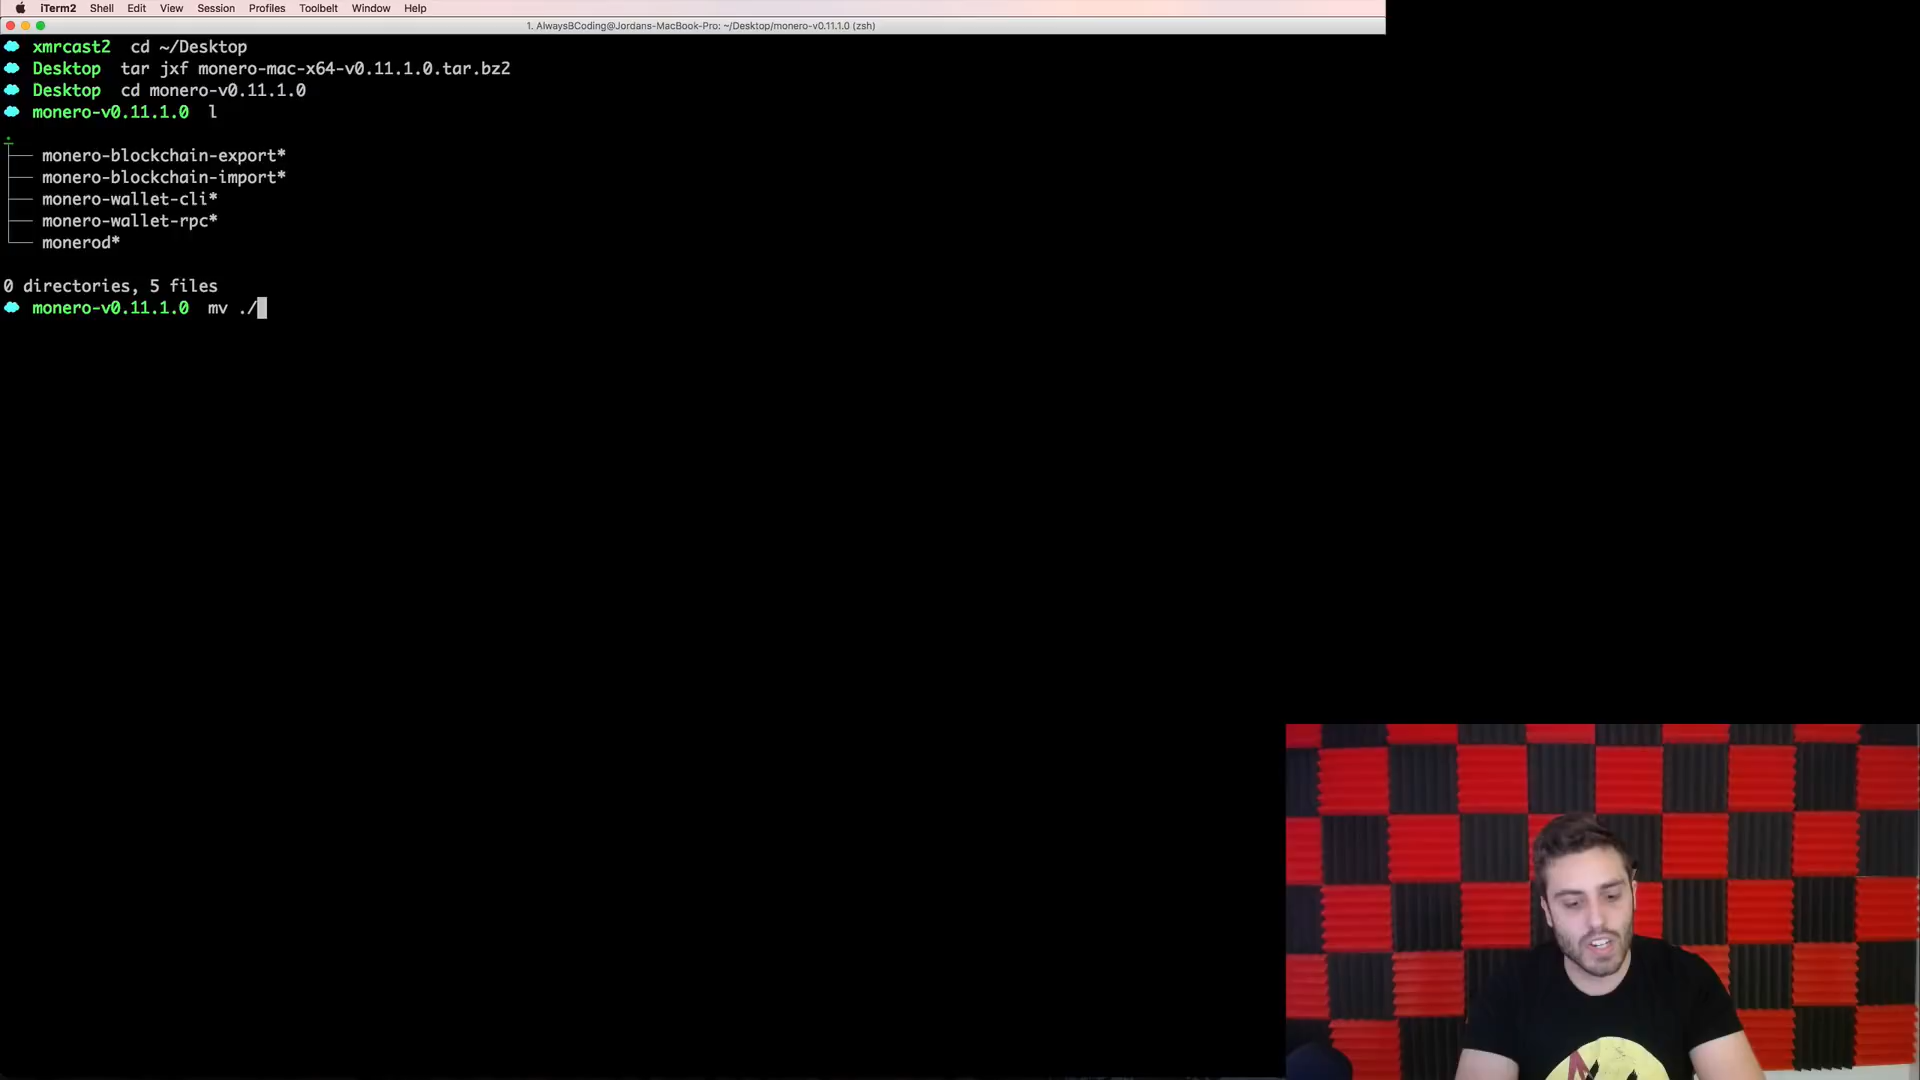 iTerm2 Shell Edit View Session Profiles Toolbelt Window Help
1. AlwaysBCoding@Jordans-MacBook-Pro: ~/Desktop/monero-v0.11.1.0 (zsh)
xmrcast2 cd ~/Desktop
Desktop tar jxf monero-mac-x64-v0.11.1.0.tar.bz2
Desktop cd monero-v0.11.1.0
monero-v0.11.1.0 l
.
├── monero-blockchain-export*
├── monero-blockchain-import*
├── monero-wallet-cli*
├── monero-wallet-rpc*
└── monerod*
0 directories, 5 files
monero-v0.11.1.0 mv ./